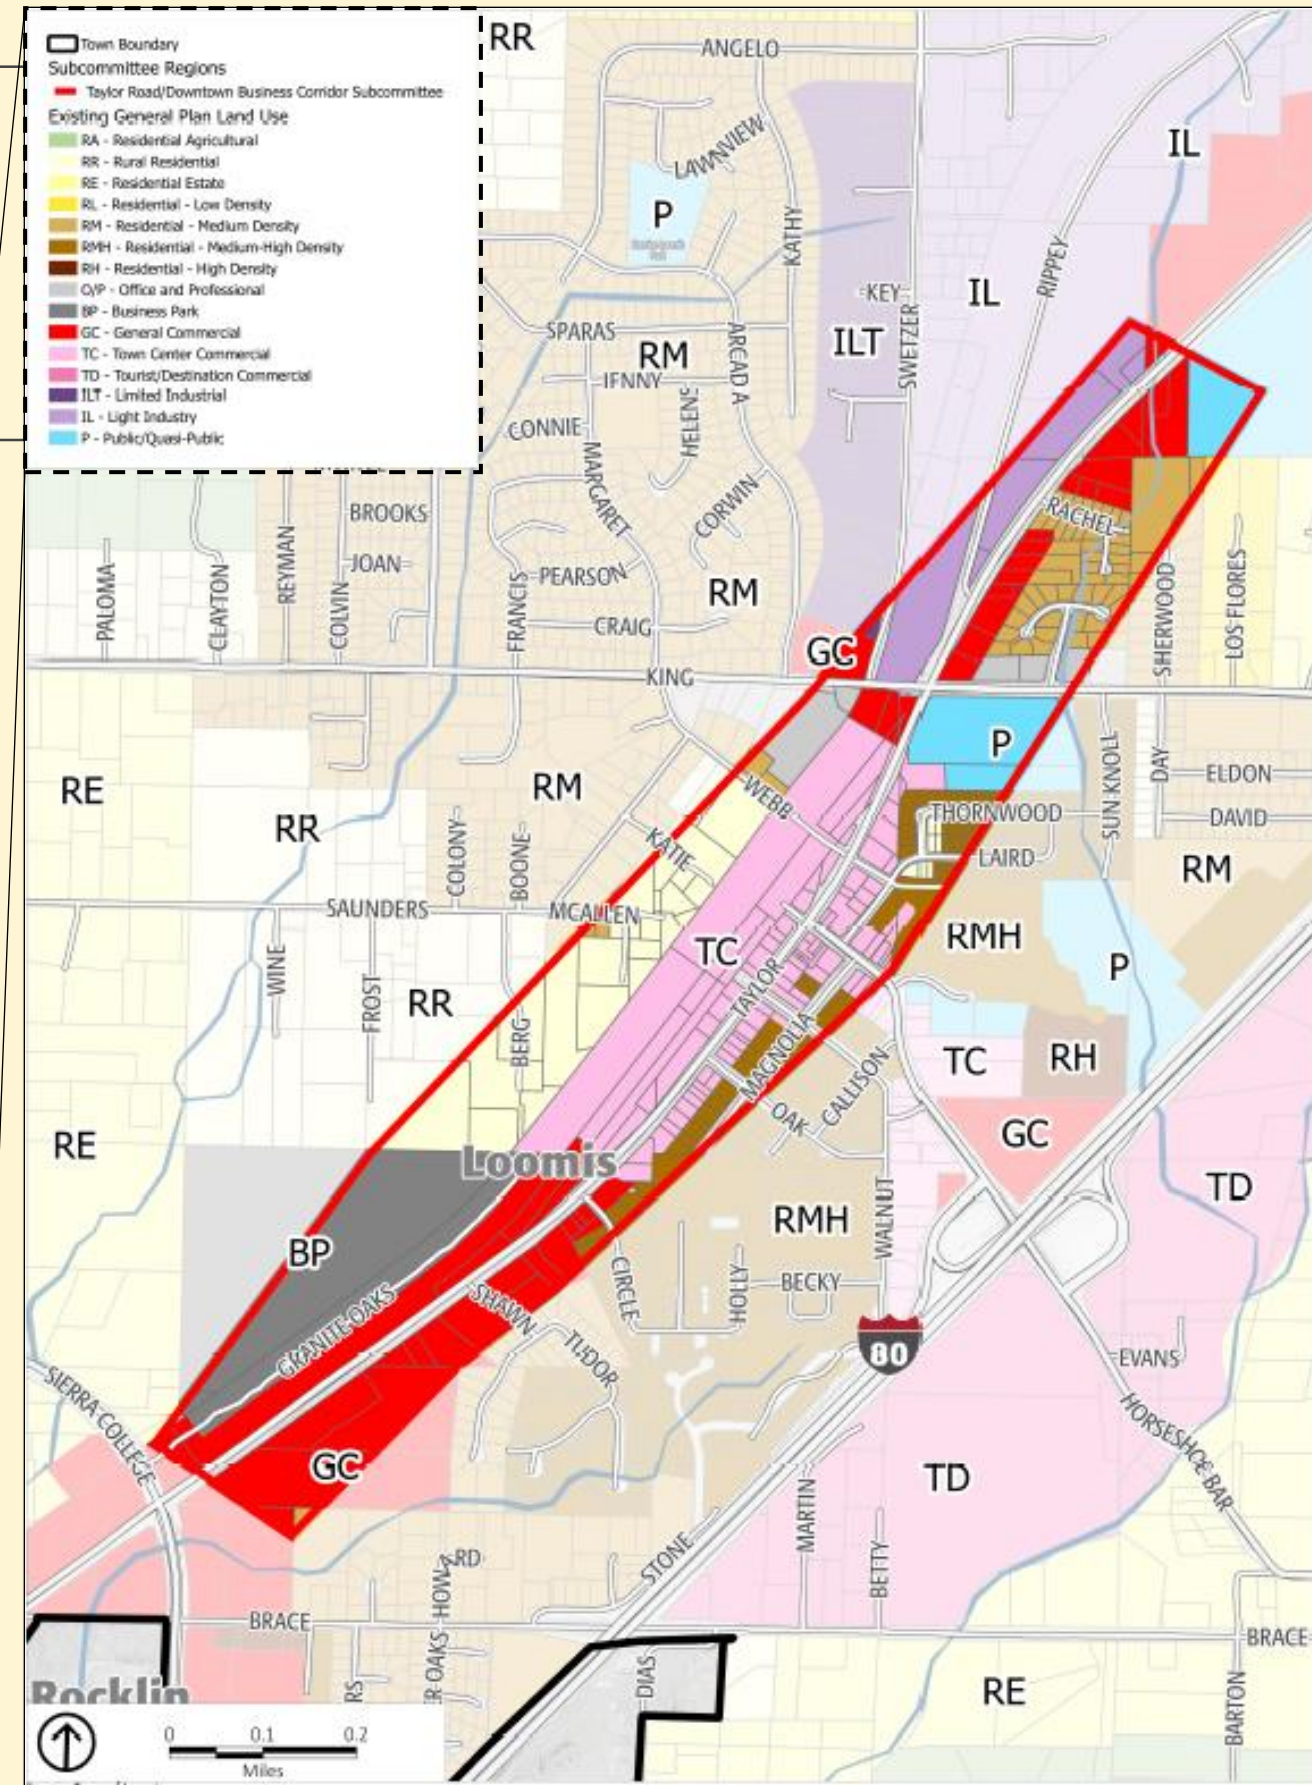 Town Boundary
Subcommittee Regions
Taylor Road/Downtown Business Corridor Subcommittee
Existing General Plan Land Use
RA - Residential Agricultural
RR - Rural Residential
RE - Residential Estate
RL - Residential - Low Density
RM - Residential - Medium Density
RMH - Residential - Medium-High Density
RH - Residential - High Density
O/P - Office and Professional
BP - Business Park
GC - General Commercial
TC - Town Center Commercial
TD - Tourist/Destination Commercial
ILT - Limited Industrial
IL - Light Industry
P - Public/Quasi-Public
RR
ANGELO
LAWNVIEW
IL
P
KATHY
RIPPEY
KEY
IL
SPARAS
ARCAD A
ILT
SWETZER
RM
IFNNY
HELENS
CONNIE
MARGARET
CORWIN
BROOKS
RACHEL
REYMAN
JOAN
PALOMA
CLAYTON
COLVIN
FRANCIS
PEARSON
RM
SHERWOOD
LOS FLORES
CRAIG
GC
KING
P
SUN KNOLL
DAY
ELDON
RE
RM
WEBB
THORNWOOD
DAVID
RR
KATIE
LAIRD
RM
COLONY
BOONE
SAUNDERS
MCALLEN
RMH
TC
P
WINE
FROST
RR
BERG
TAYLOR
MAGNOLIA
CALLISON
TC
RH
OAK
RE
GC
Loomis
TD
RMH
WALNUT
BP
CIRCLE
HOLLY
BECKY
GRANITE OAKS
SHAWN
TUDOR
80
EVANS
SIERRA COLLEGE
HORSESHOE BAR
GC
TD
MARTIN
BETTY
STONE
RD
HOW
BRACE
BRACE
R OAKS
RS
DIAS
RE
BARTON
Rocklin
0 0.1 0.2
Miles